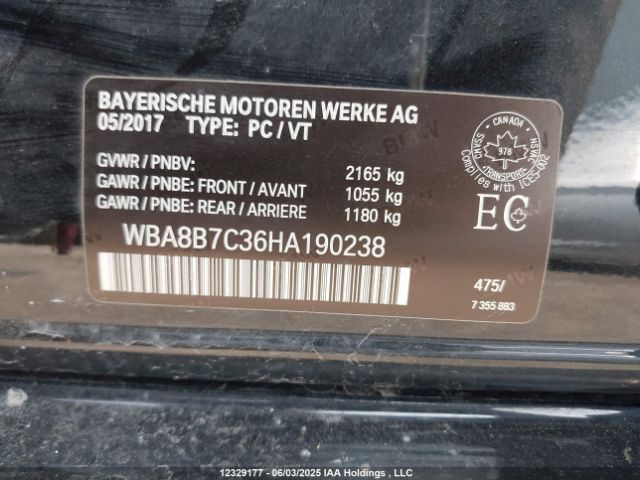 BAYERISCHE MOTOREN WERKE AG
05/2017 TYPE: PC / VT
GVWR / PNBV: 2165 kg
GAWR / PNBE: FRONT / AVANT 1055 kg
GAWR / PNBE: REAR / ARRIERE 1180 kg
WBA8B7C36HA190238
CANADA
978
TRANSPORT
EC
475/
7 355 883
12329177 - 06/03/2025 IAA Holdings , LLC